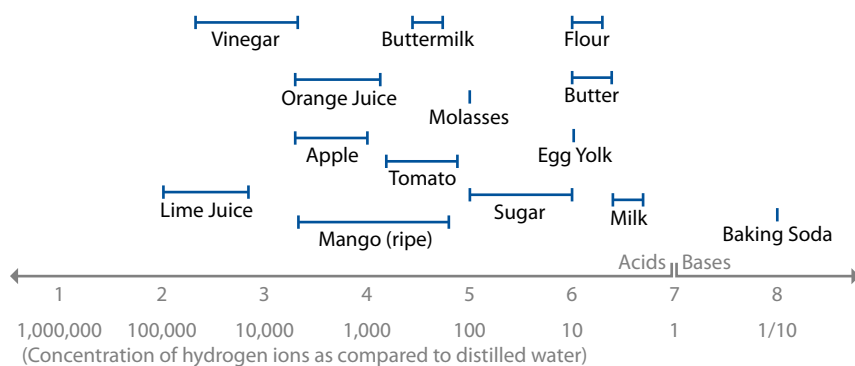 Vinegar Buttermilk Flour
Orange Juice Butter
Molasses
Apple Egg Yolk
Tomato
Lime Juice Sugar Milk
Mango (ripe) Baking Soda
Acids Bases
1 2 3 4 5 6 7 8
1,000,000 100,000 10,000 1,000 100 10 1 1/10
(Concentration of hydrogen ions as compared to distilled water)